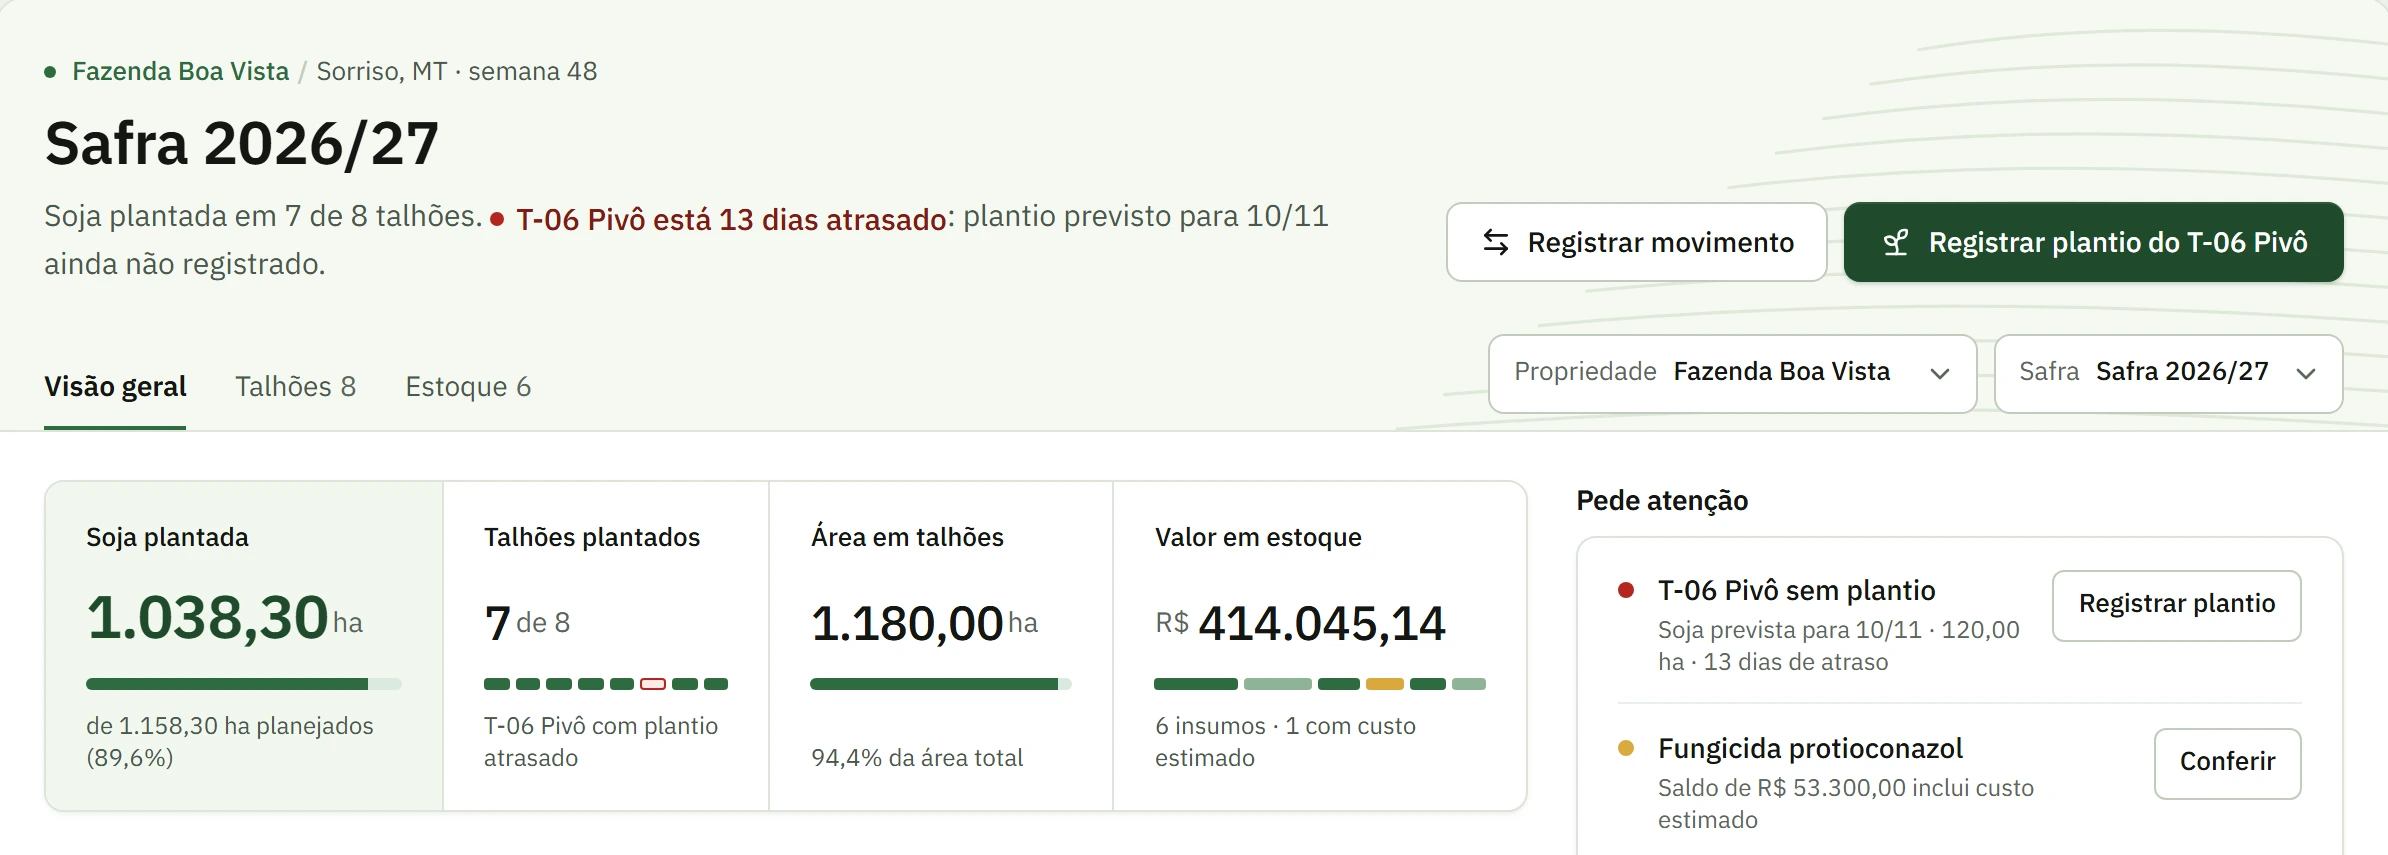 Fazenda Boa Vista / Sorriso, MT · semana 48
Safra 2026/27
Soja plantada em 7 de 8 talhões. T-06 Pivô está 13 dias atrasado: plantio previsto para 10/11
ainda não registrado.
Registrar movimento
Registrar plantio do T-06 Pivô
Propriedade Fazenda Boa Vista
Safra Safra 2026/27
Visão geral
Talhões 8
Estoque 6
Soja plantada
1.038,30 ha
de 1.158,30 ha planejados
(89,6%)
Talhões plantados
7 de 8
T-06 Pivô com plantio
atrasado
Área em talhões
1.180,00 ha
94,4% da área total
Valor em estoque
R$ 414.045,14
6 insumos · 1 com custo
estimado
Pede atenção
T-06 Pivô sem plantio
Soja prevista para 10/11 · 120,00
ha · 13 dias de atraso
Registrar plantio
Fungicida protioconazol
Saldo de R$ 53.300,00 inclui custo
estimado
Conferir